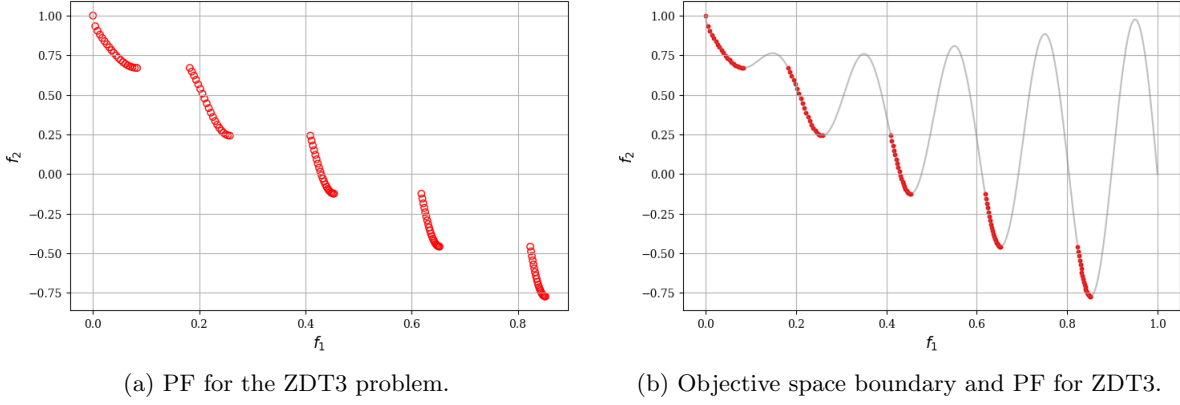 1.00
0.75
0.50
0.25
0.00
−0.25
−0.50
−0.75
f₂
0.0 0.2 0.4 0.6 0.8
f₁
(a) PF for the ZDT3 problem.
1.00
0.75
0.50
0.25
0.00
−0.25
−0.50
−0.75
f₂
0.0 0.2 0.4 0.6 0.8 1.0
f₁
(b) Objective space boundary and PF for ZDT3.